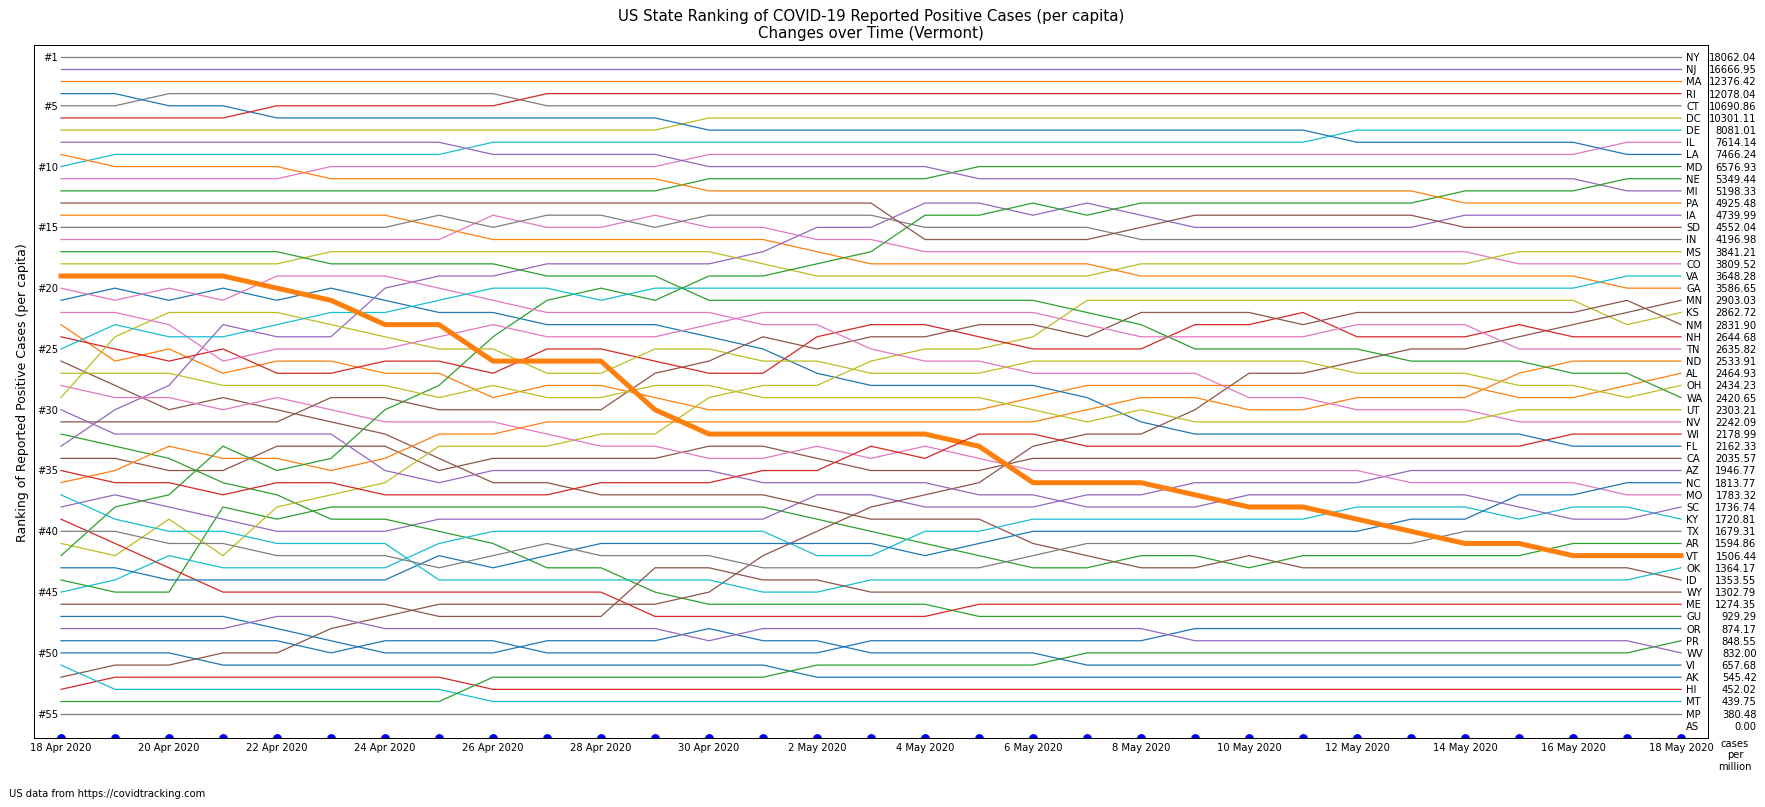 US State Ranking of COVID-19 Reported Positive Cases (per capita)
Changes over Time (Vermont)
Ranking of Reported Positive Cases (per capita)
#1
#5
#10
#15
#20
#25
#30
#35
#40
#45
#50
#55
NY 18062.04
NJ 16666.95
MA 12376.42
RI 12078.04
CT 10690.86
DC 10301.11
DE 8081.01
IL 7614.14
LA 7466.24
MD 6576.93
NE 5349.44
MI 5198.33
PA 4925.48
IA 4739.99
SD 4552.04
IN 4196.98
MS 3841.21
CO 3809.52
VA 3648.28
GA 3586.65
MN 2903.03
KS 2862.72
NM 2831.90
NH 2644.68
TN 2635.82
ND 2533.91
AL 2464.93
OH 2434.23
WA 2420.65
UT 2303.21
NV 2242.09
WI 2178.99
FL 2162.33
CA 2035.57
AZ 1946.77
NC 1813.77
MO 1783.32
SC 1736.74
KY 1720.81
TX 1679.31
AR 1594.86
VT 1506.44
OK 1364.17
ID 1353.55
WY 1302.79
ME 1274.35
GU 929.29
OR 874.17
PR 848.55
WV 832.00
VI 657.68
AK 545.42
HI 452.02
MT 439.75
MP 380.48
AS 0.00
18 Apr 2020 20 Apr 2020 22 Apr 2020 24 Apr 2020 26 Apr 2020 28 Apr 2020 30 Apr 2020 2 May 2020 4 May 2020 6 May 2020 8 May 2020 10 May 2020 12 May 2020 14 May 2020 16 May 2020 18 May 2020
cases
per
million
US data from https://covidtracking.com